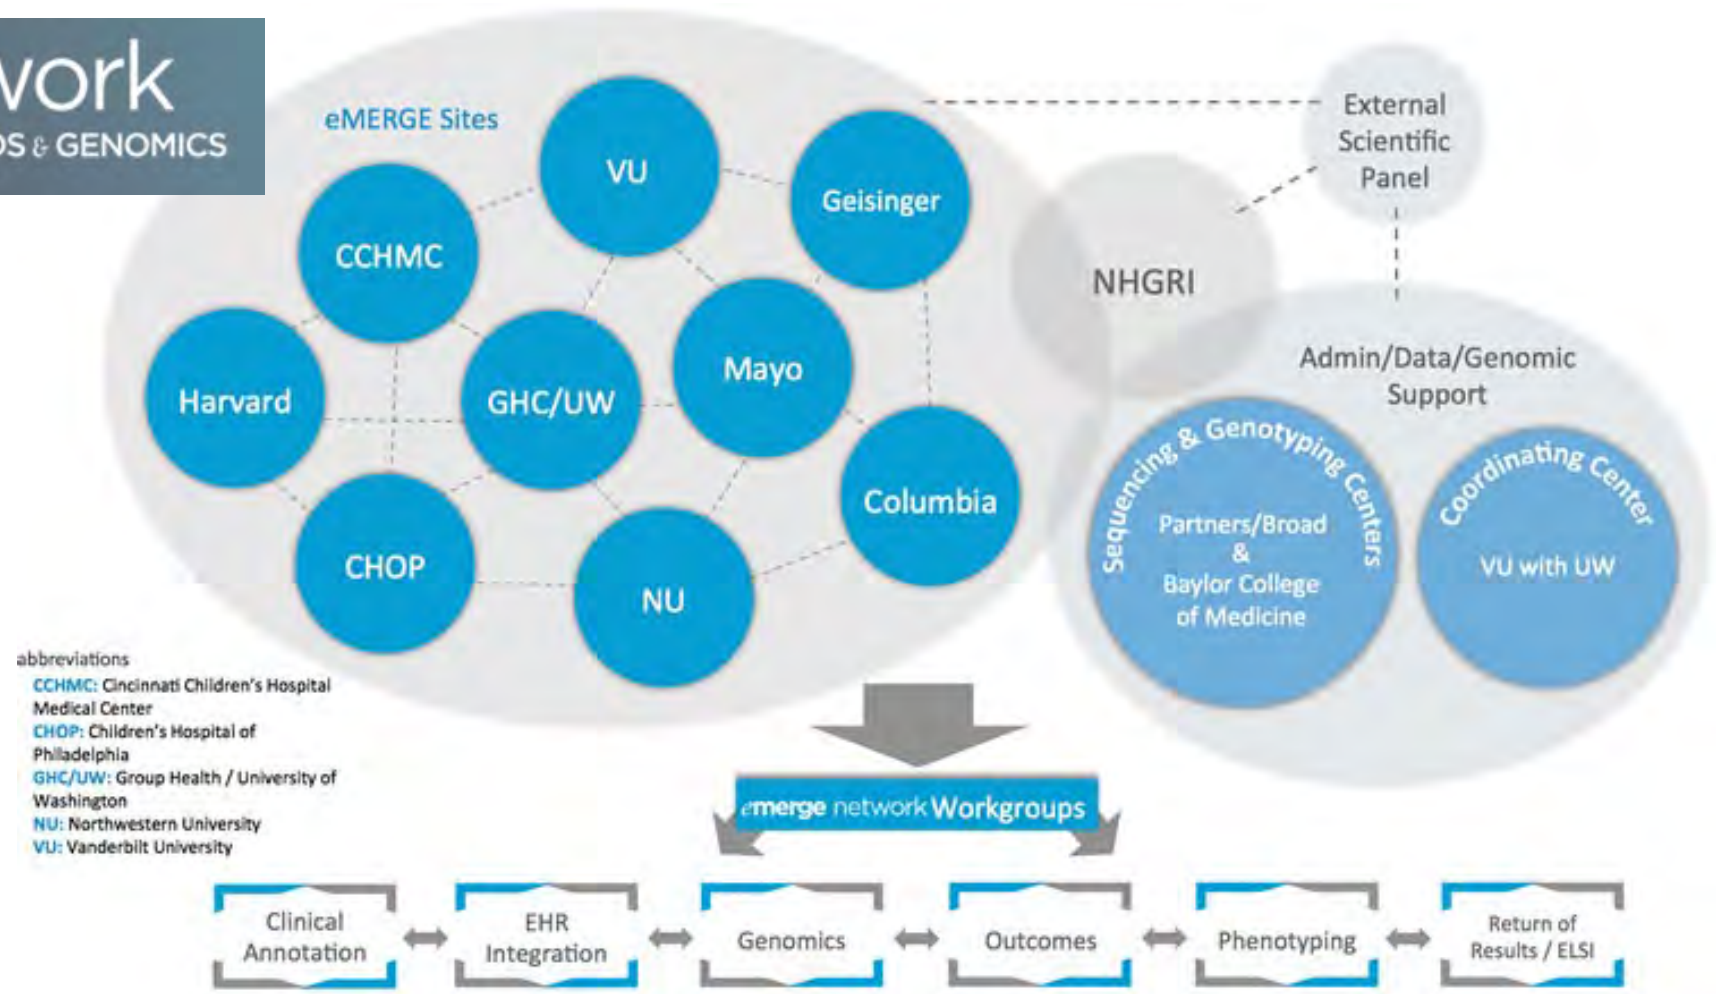 work
DS & GENOMICS
eMERGE Sites
VU
Geisinger
CCHMC
Harvard
GHC/UW
Mayo
Columbia
CHOP
NU
External
Scientific
Panel
NHGRI
Admin/Data/Genomic
Support
Sequencing & Genotyping Centers
Partners/Broad
&
Baylor College
of Medicine
Coordinating Center
VU with UW
abbreviations
CCHMC: Cincinnati Children's Hospital
Medical Center
CHOP: Children's Hospital of
Philadelphia
GHC/UW: Group Health / University of
Washington
NU: Northwestern University
VU: Vanderbilt University
emerge network Workgroups
Clinical
Annotation
EHR
Integration
Genomics
Outcomes
Phenotyping
Return of
Results / ELSI